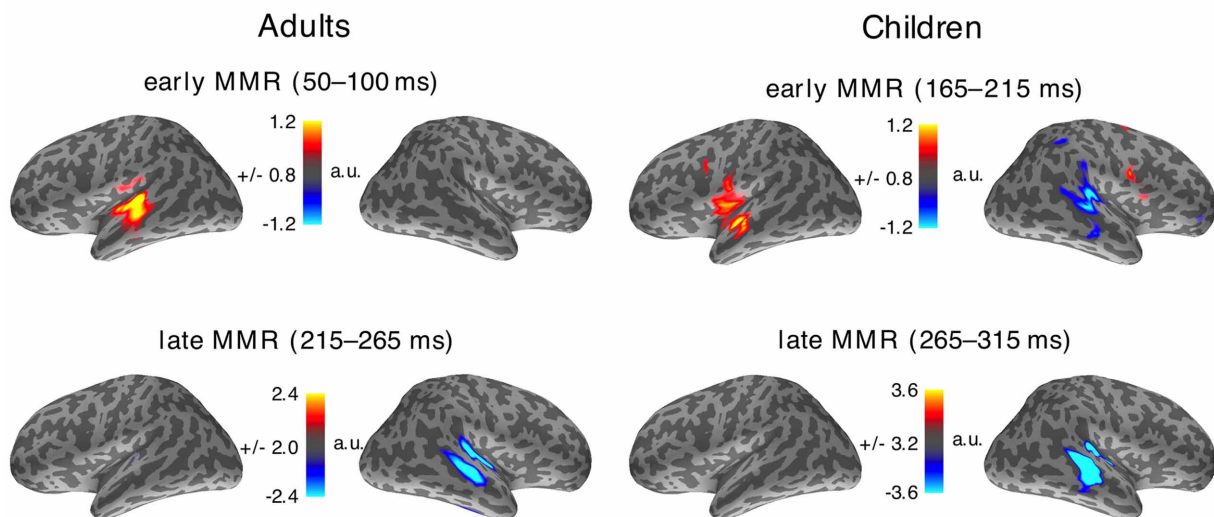 Adults
early MMR (50–100 ms)
1.2
+/- 0.8 a.u.
-1.2
late MMR (215–265 ms)
2.4
+/- 2.0 a.u.
-2.4
Children
early MMR (165–215 ms)
1.2
+/- 0.8 a.u.
-1.2
late MMR (265–315 ms)
3.6
+/- 3.2 a.u.
-3.6